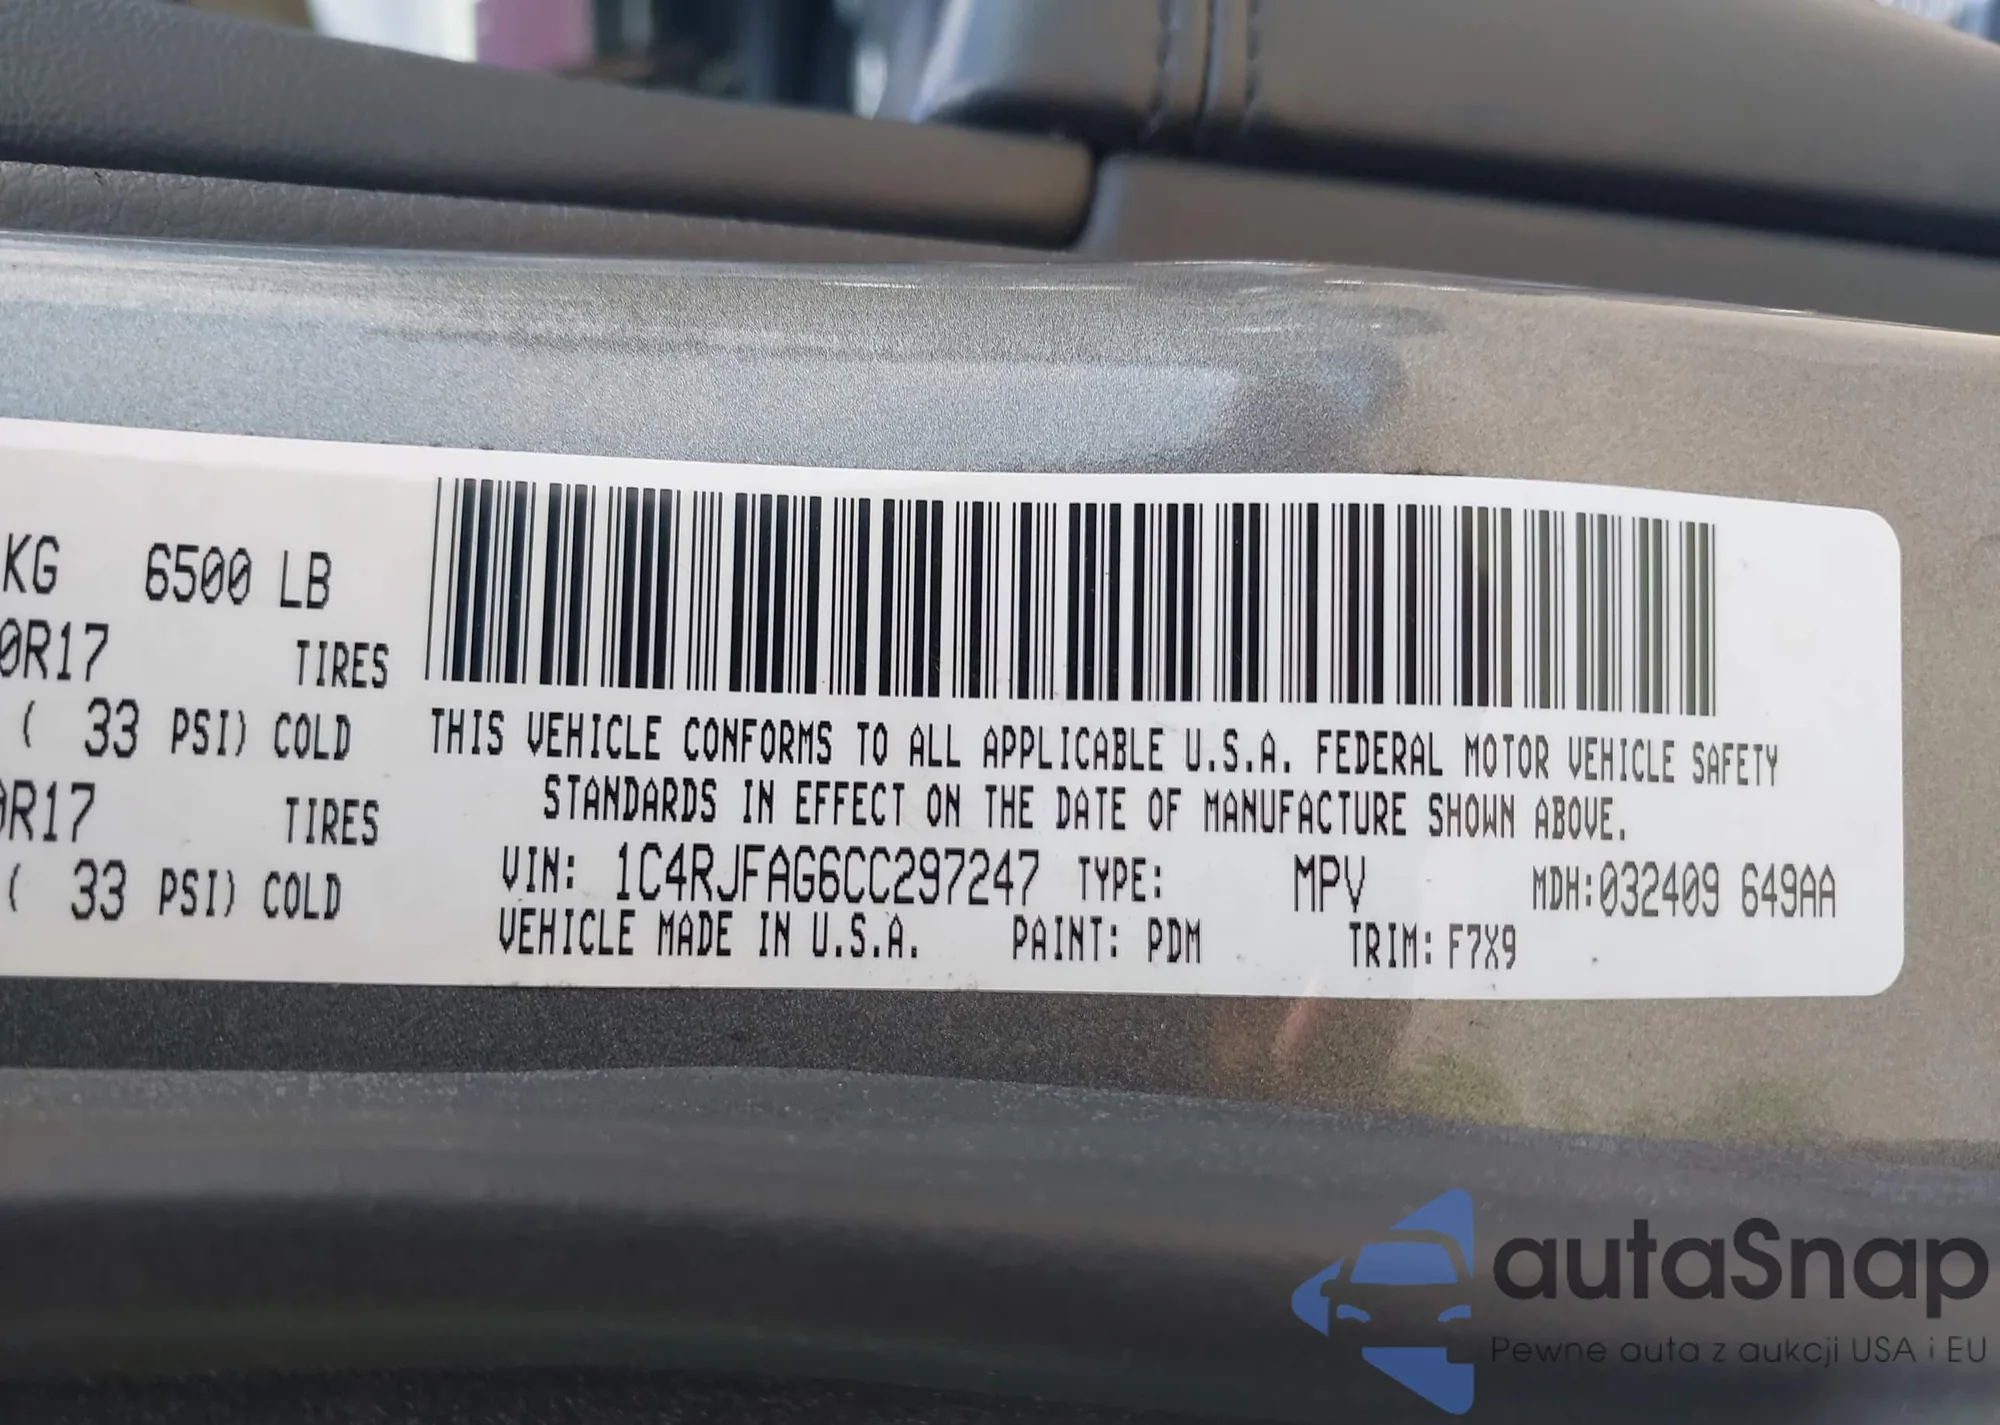 KG 6500 LB
0R17 TIRES
( 33 PSI) COLD
0R17 TIRES
( 33 PSI) COLD
THIS VEHICLE CONFORMS TO ALL APPLICABLE U.S.A. FEDERAL MOTOR VEHICLE SAFETY
STANDARDS IN EFFECT ON THE DATE OF MANUFACTURE SHOWN ABOVE.
VIN: 1C4RJFAG6CC297247 TYPE: MPV MDH:032409 649AA
VEHICLE MADE IN U.S.A. PAINT: PDM TRIM: F7X9
autaSnap
Pewne auta z aukcji USA i EU